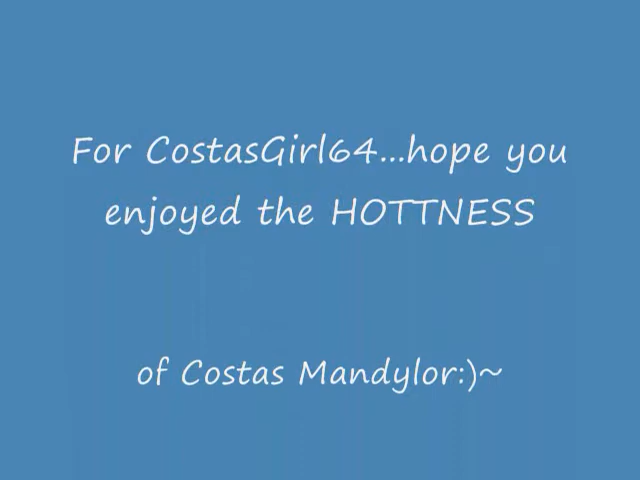 For CostasGirl64...hope you
enjoyed the HOTTNESS
of Costas Mandylor:)~